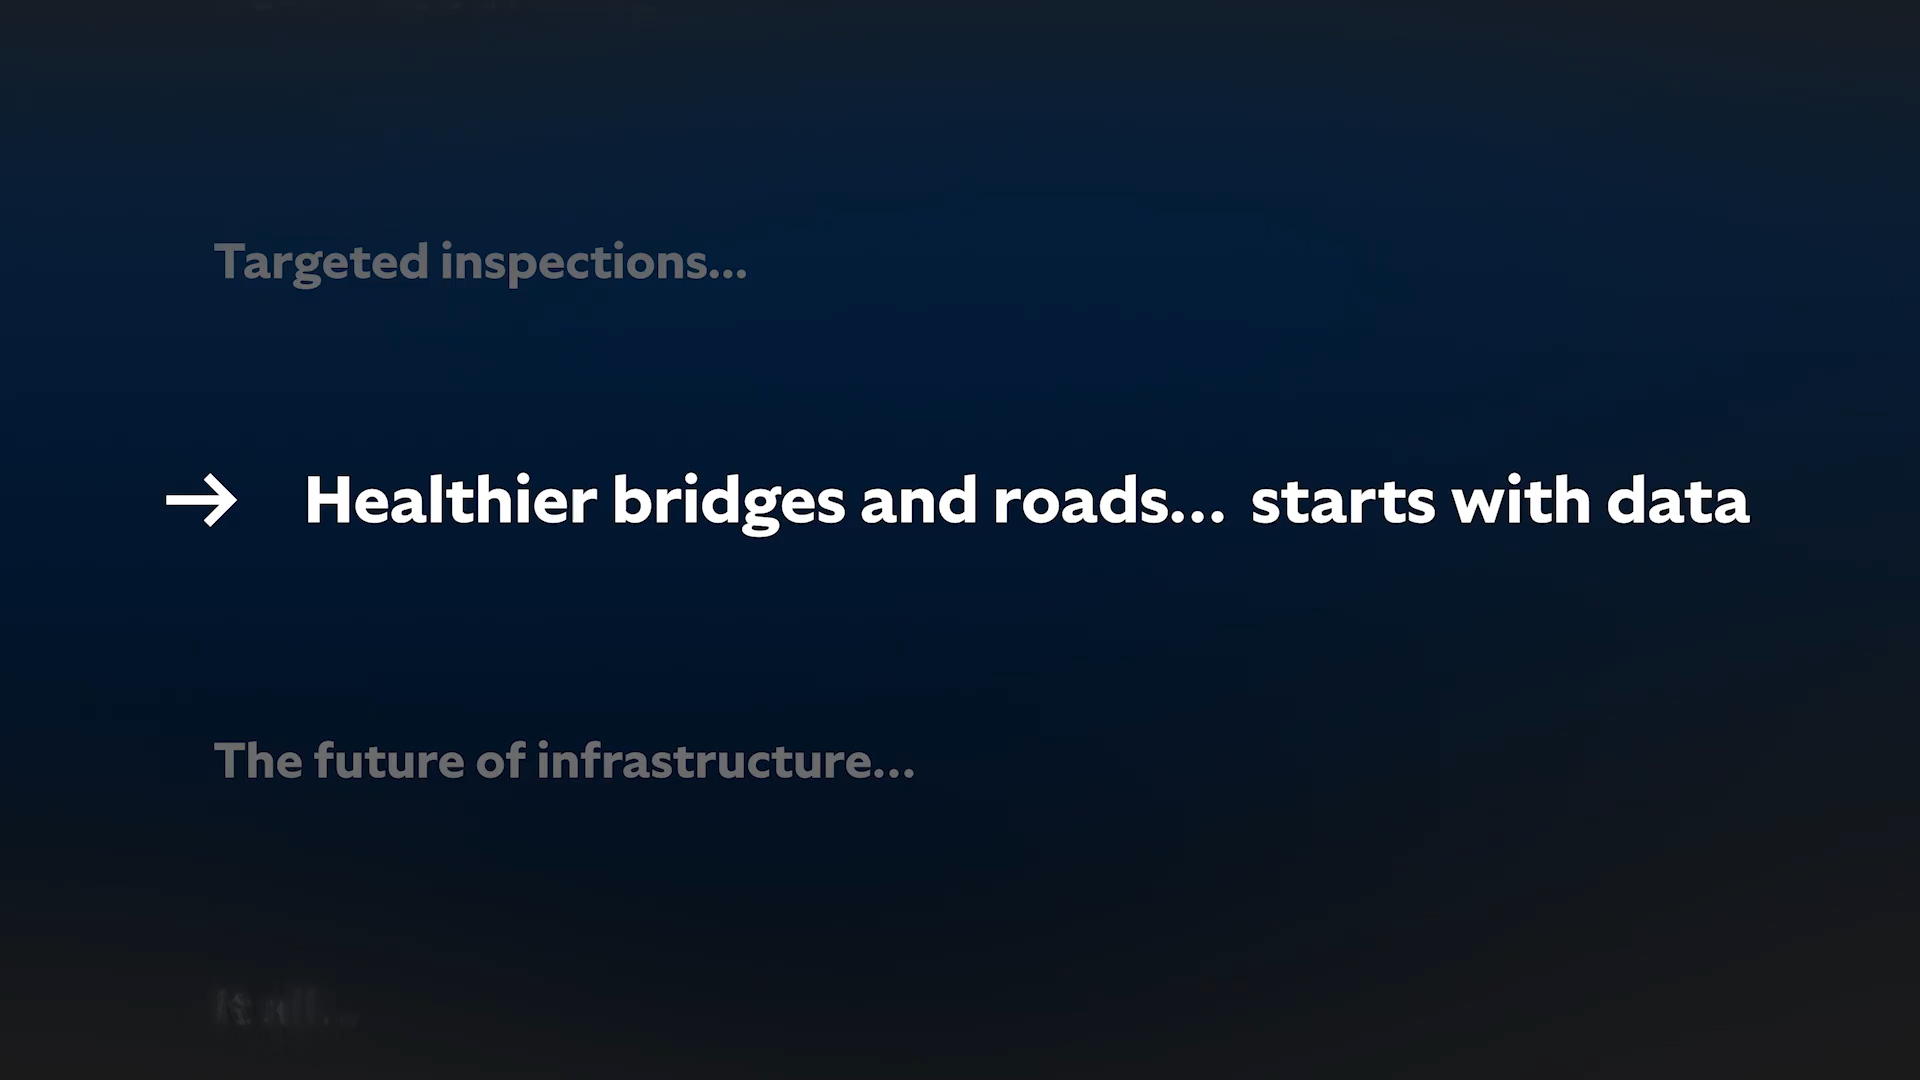 Targeted inspections...
→ Healthier bridges and roads... starts with data
The future of infrastructure...